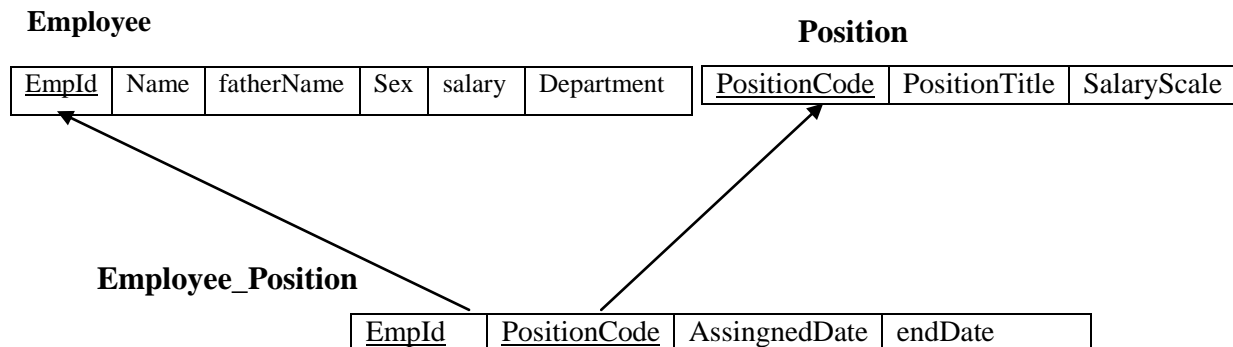 Employee
Position
EmpId Name fatherName Sex salary Department
PositionCode PositionTitle SalaryScale
Employee_Position
EmpId PositionCode AssingnedDate endDate